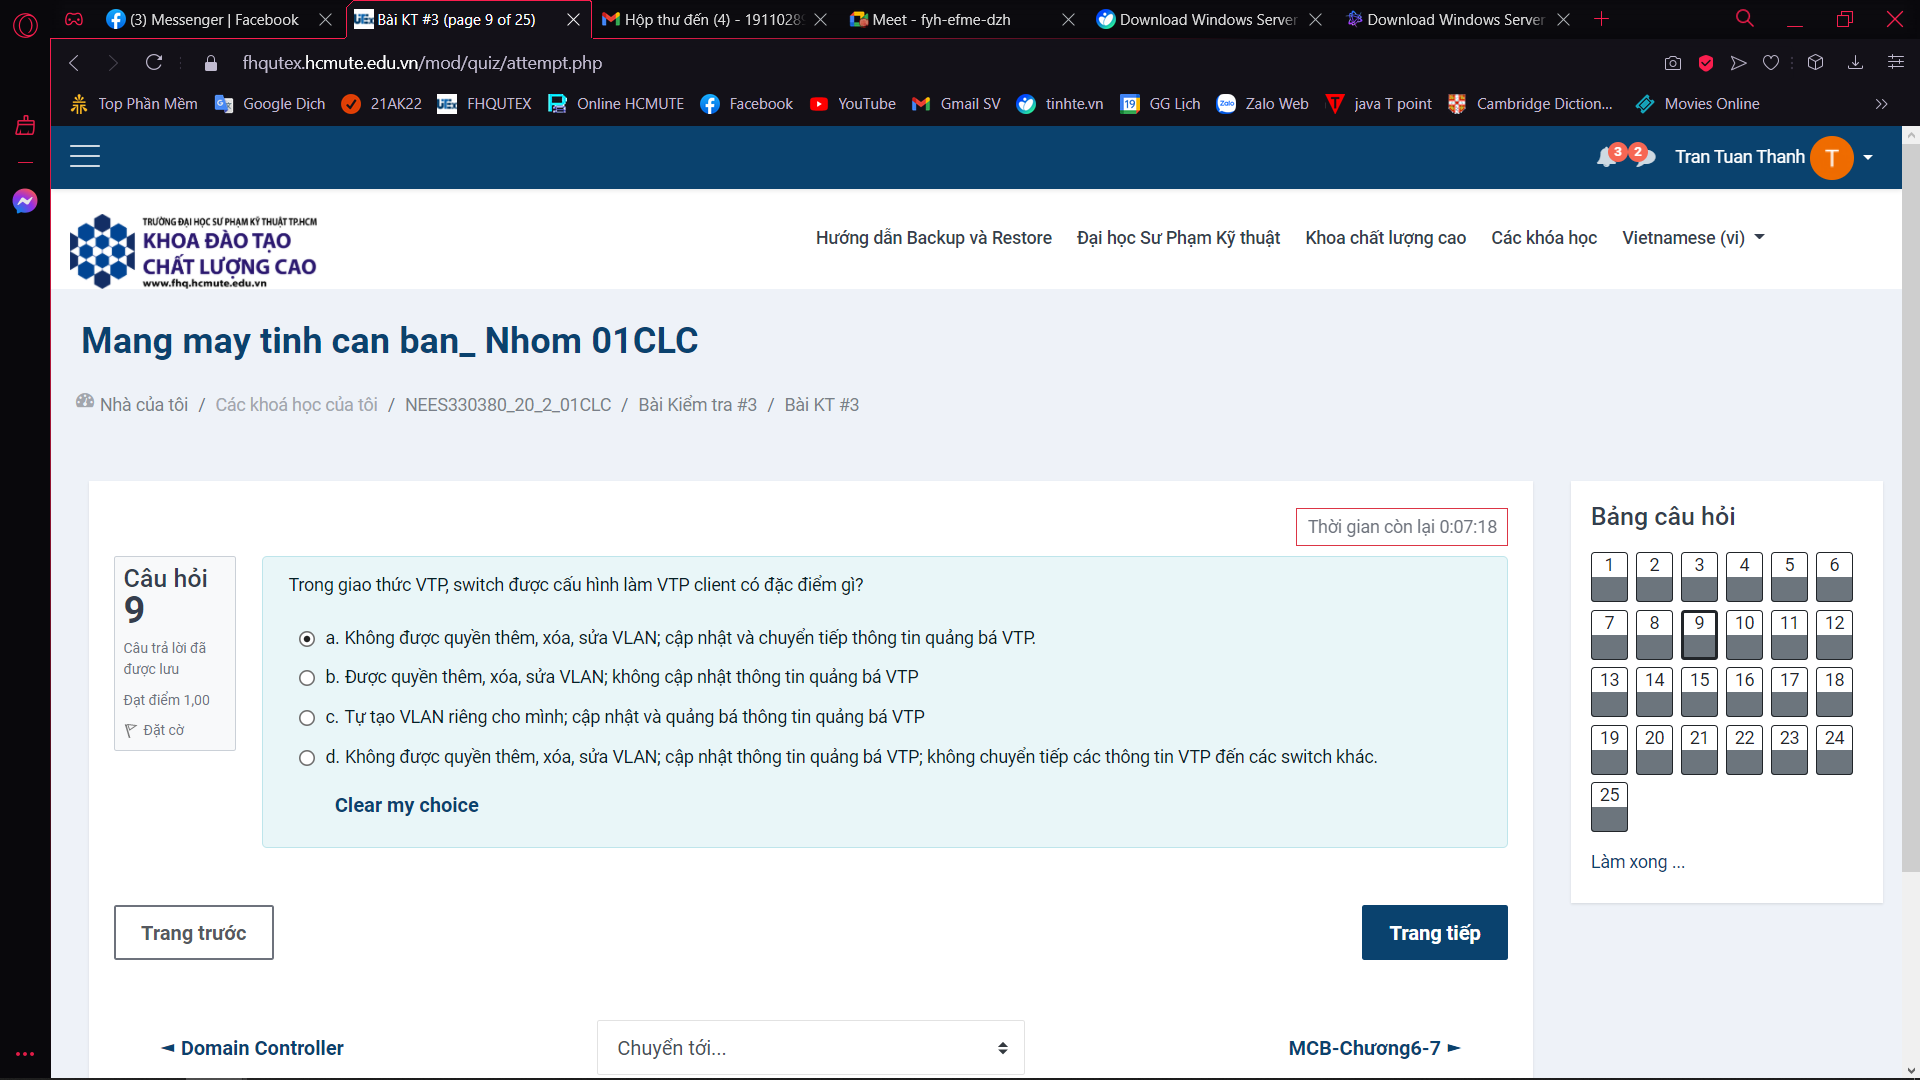 (3) Messenger | Facebook
Bài KT #3 (page 9 of 25)
Hộp thư đến (4) - 1911028
Meet - fyh-efme-dzh
Download Windows Server
Download Windows Server
fhqutex.hcmute.edu.vn/mod/quiz/attempt.php
Top Phần Mềm
Google Dịch
21AK22
FHQUTEX
Online HCMUTE
Facebook
YouTube
Gmail SV
tinhte.vn
GG Lịch
Zalo Web
java T point
Cambridge Diction...
Movies Online
3 2 Tran Tuan Thanh T
TRƯỜNG ĐẠI HỌC SƯ PHẠM KỸ THUẬT TP.HCM
KHOA ĐÀO TẠO
CHẤT LƯỢNG CAO
www.fhq.hcmute.edu.vn
Hướng dẫn Backup và Restore
Đại học Sư Phạm Kỹ thuật
Khoa chất lượng cao
Các khóa học
Vietnamese (vi)
Mang may tinh can ban_ Nhom 01CLC
Nhà của tôi / Các khoá học của tôi / NEES330380_20_2_01CLC / Bài Kiểm tra #3 / Bài KT #3
Thời gian còn lại 0:07:18
Câu hỏi
9
Câu trả lời đã
được lưu
Đạt điểm 1,00
Đặt cờ
Trong giao thức VTP, switch được cấu hình làm VTP client có đặc điểm gì?
a. Không được quyền thêm, xóa, sửa VLAN; cập nhật và chuyển tiếp thông tin quảng bá VTP.
b. Được quyền thêm, xóa, sửa VLAN; không cập nhật thông tin quảng bá VTP
c. Tự tạo VLAN riêng cho mình; cập nhật và quảng bá thông tin quảng bá VTP
d. Không được quyền thêm, xóa, sửa VLAN; cập nhật thông tin quảng bá VTP; không chuyển tiếp các thông tin VTP đến các switch khác.
Clear my choice
Trang trước
Trang tiếp
◄ Domain Controller
Chuyển tới...
MCB-Chương6-7 ►
Bảng câu hỏi
1 2 3 4 5 6
7 8 9 10 11 12
13 14 15 16 17 18
19 20 21 22 23 24
25
Làm xong ...